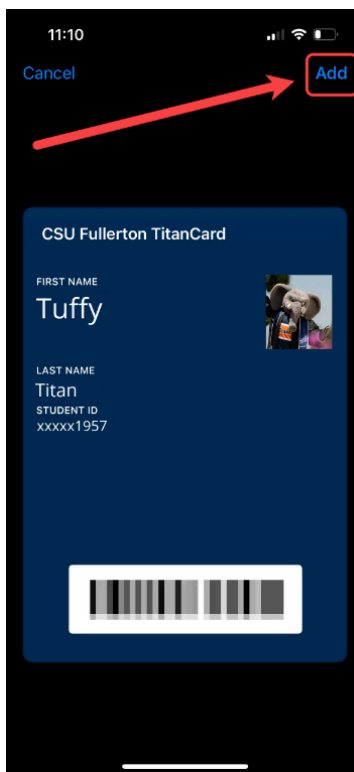 11:10
Cancel Add
CSU Fullerton TitanCard
FIRST NAME
Tuffy
LAST NAME
Titan
STUDENT ID
xxxxx1957